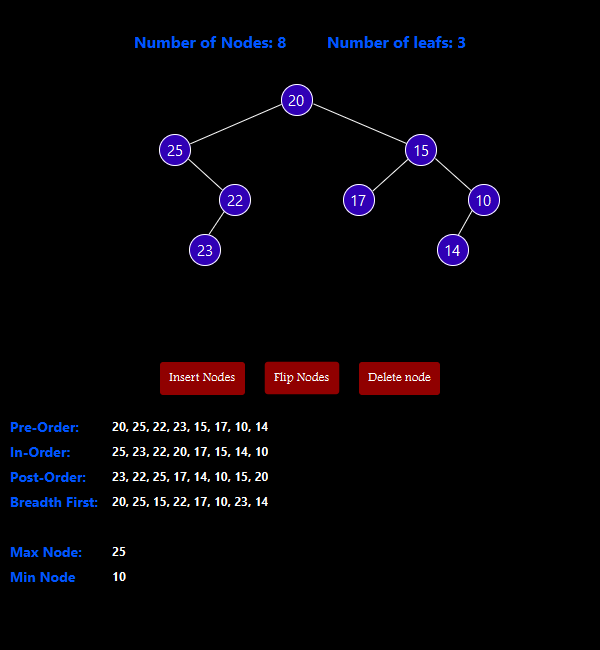 Number of Nodes: 8 Number of leafs: 3
20
25 15
22 17 10
23 14
Insert Nodes Flip Nodes Delete node
Pre-Order: 20, 25, 22, 23, 15, 17, 10, 14
In-Order: 25, 23, 22, 20, 17, 15, 14, 10
Post-Order: 23, 22, 25, 17, 14, 10, 15, 20
Breadth First: 20, 25, 15, 22, 17, 10, 23, 14
Max Node: 25
Min Node 10